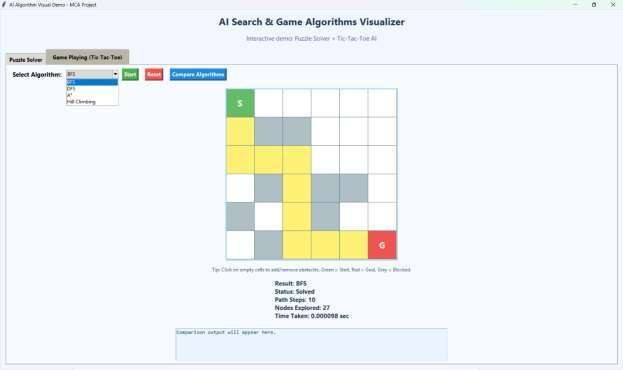 AI Algorithm Visual Demo - MCA Project
AI Search & Game Algorithms Visualizer
Interactive demo: Puzzle Solver + Tic-Tac-Toe AI
Puzzle Solver
Game Playing (Tic-Tac-Toe)
Select Algorithm:
BFS
Start
Reset
Compare Algorithms
BFS
DFS
A*
Hill Climbing
S
G
Tip: Click on empty cells to add/remove obstacles. Green = Start, Red = Goal, Grey = Blocked.
Result: BFS
Status: Solved
Path Steps: 10
Nodes Explored: 27
Time Taken: 0.000098 sec
Comparison output will appear here.